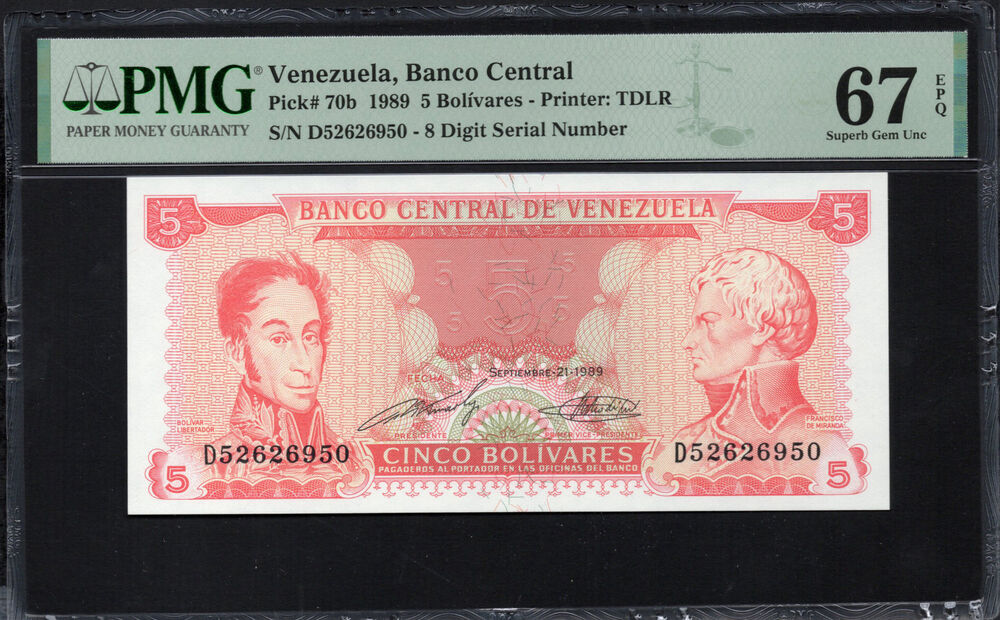 PMG®
PAPER MONEY GUARANTY
Venezuela, Banco Central
Pick# 70b 1989 5 Bolívares - Printer: TDLR
S/N D52626950 - 8 Digit Serial Number
67
EPQ
Superb Gem Unc
5
BANCO CENTRAL DE VENEZUELA
5
5
5
5
5
5
FECHA
SEPTIEMBRE-21-1989
BOLÍVAR
LIBERTADOR
FRANCISCO
DE MIRANDA
PRESIDENTE
PRIMER VICE-PRESIDENTE
D52626950
CINCO BOLÍVARES
D52626950
PAGADEROS AL PORTADOR EN LAS OFICINAS DEL BANCO
5
5